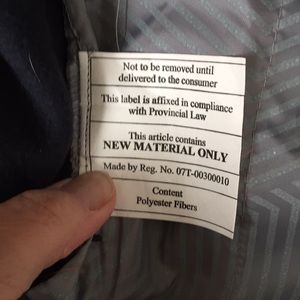 Not to be removed until
delivered to the consumer
This label is affixed in compliance
with Provincial Law
This article contains
NEW MATERIAL ONLY
Made by Reg. No. 07T-00300010
Content
Polyester Fibers